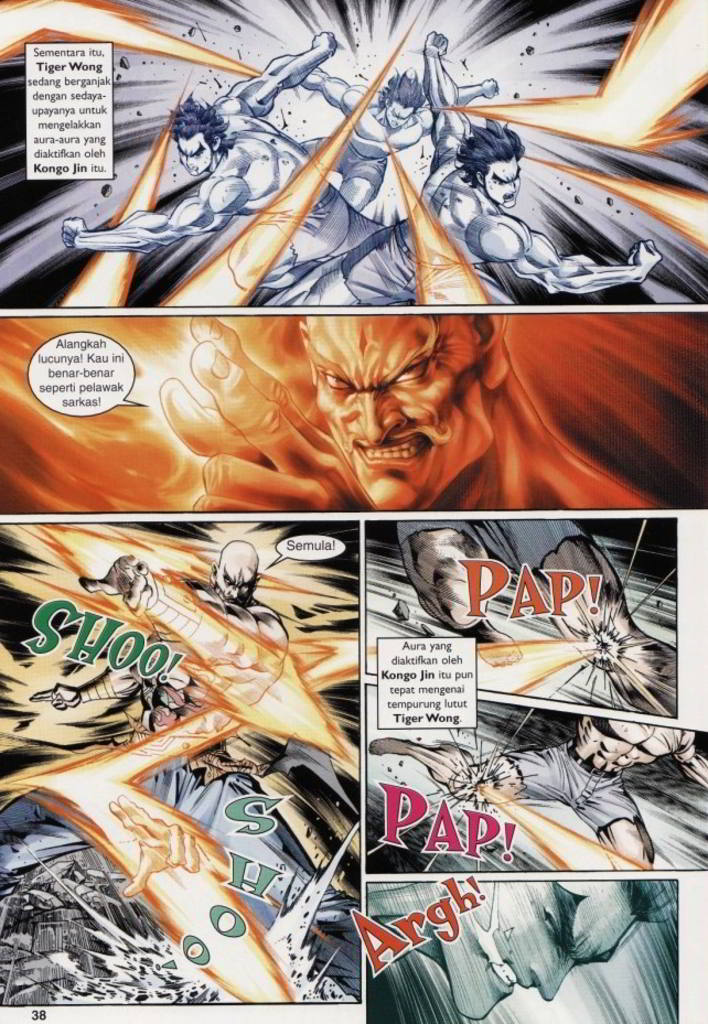 Sementara itu,
Tiger Wong
sedang berganjak
dengan sedaya-
upayanya untuk
mengelakkan
aura-aura yang
diaktifkan oleh
Kongo Jin itu.
Alangkah
lucunya! Kau ini
benar-benar
seperti pelawak
sarkas!
Semula!
SHOO!
SHOO!
PAP!
Aura yang
diaktifkan oleh
Kongo Jin itu pun
tepat mengenai
tempurung lutut
Tiger Wong.
PAP!
Argh!
38